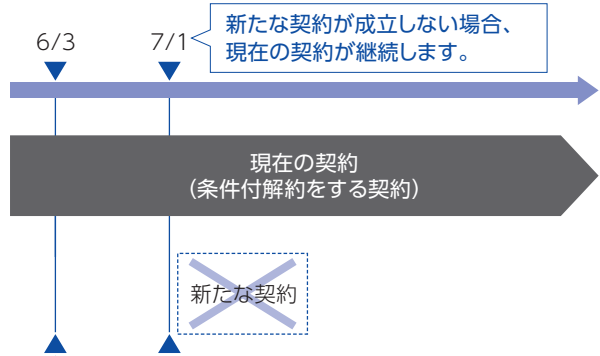 6/3
7/1
新たな契約が成立しない場合、
現在の契約が継続します。
現在の契約
（条件付解約をする契約）
新たな契約